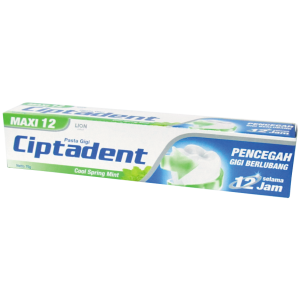 MAXI 12
LION
Pasta Gigi
Ciptadent
Cool Spring Mint
PENCEGAH
GIGI BERLUBANG
12 selama
Jam